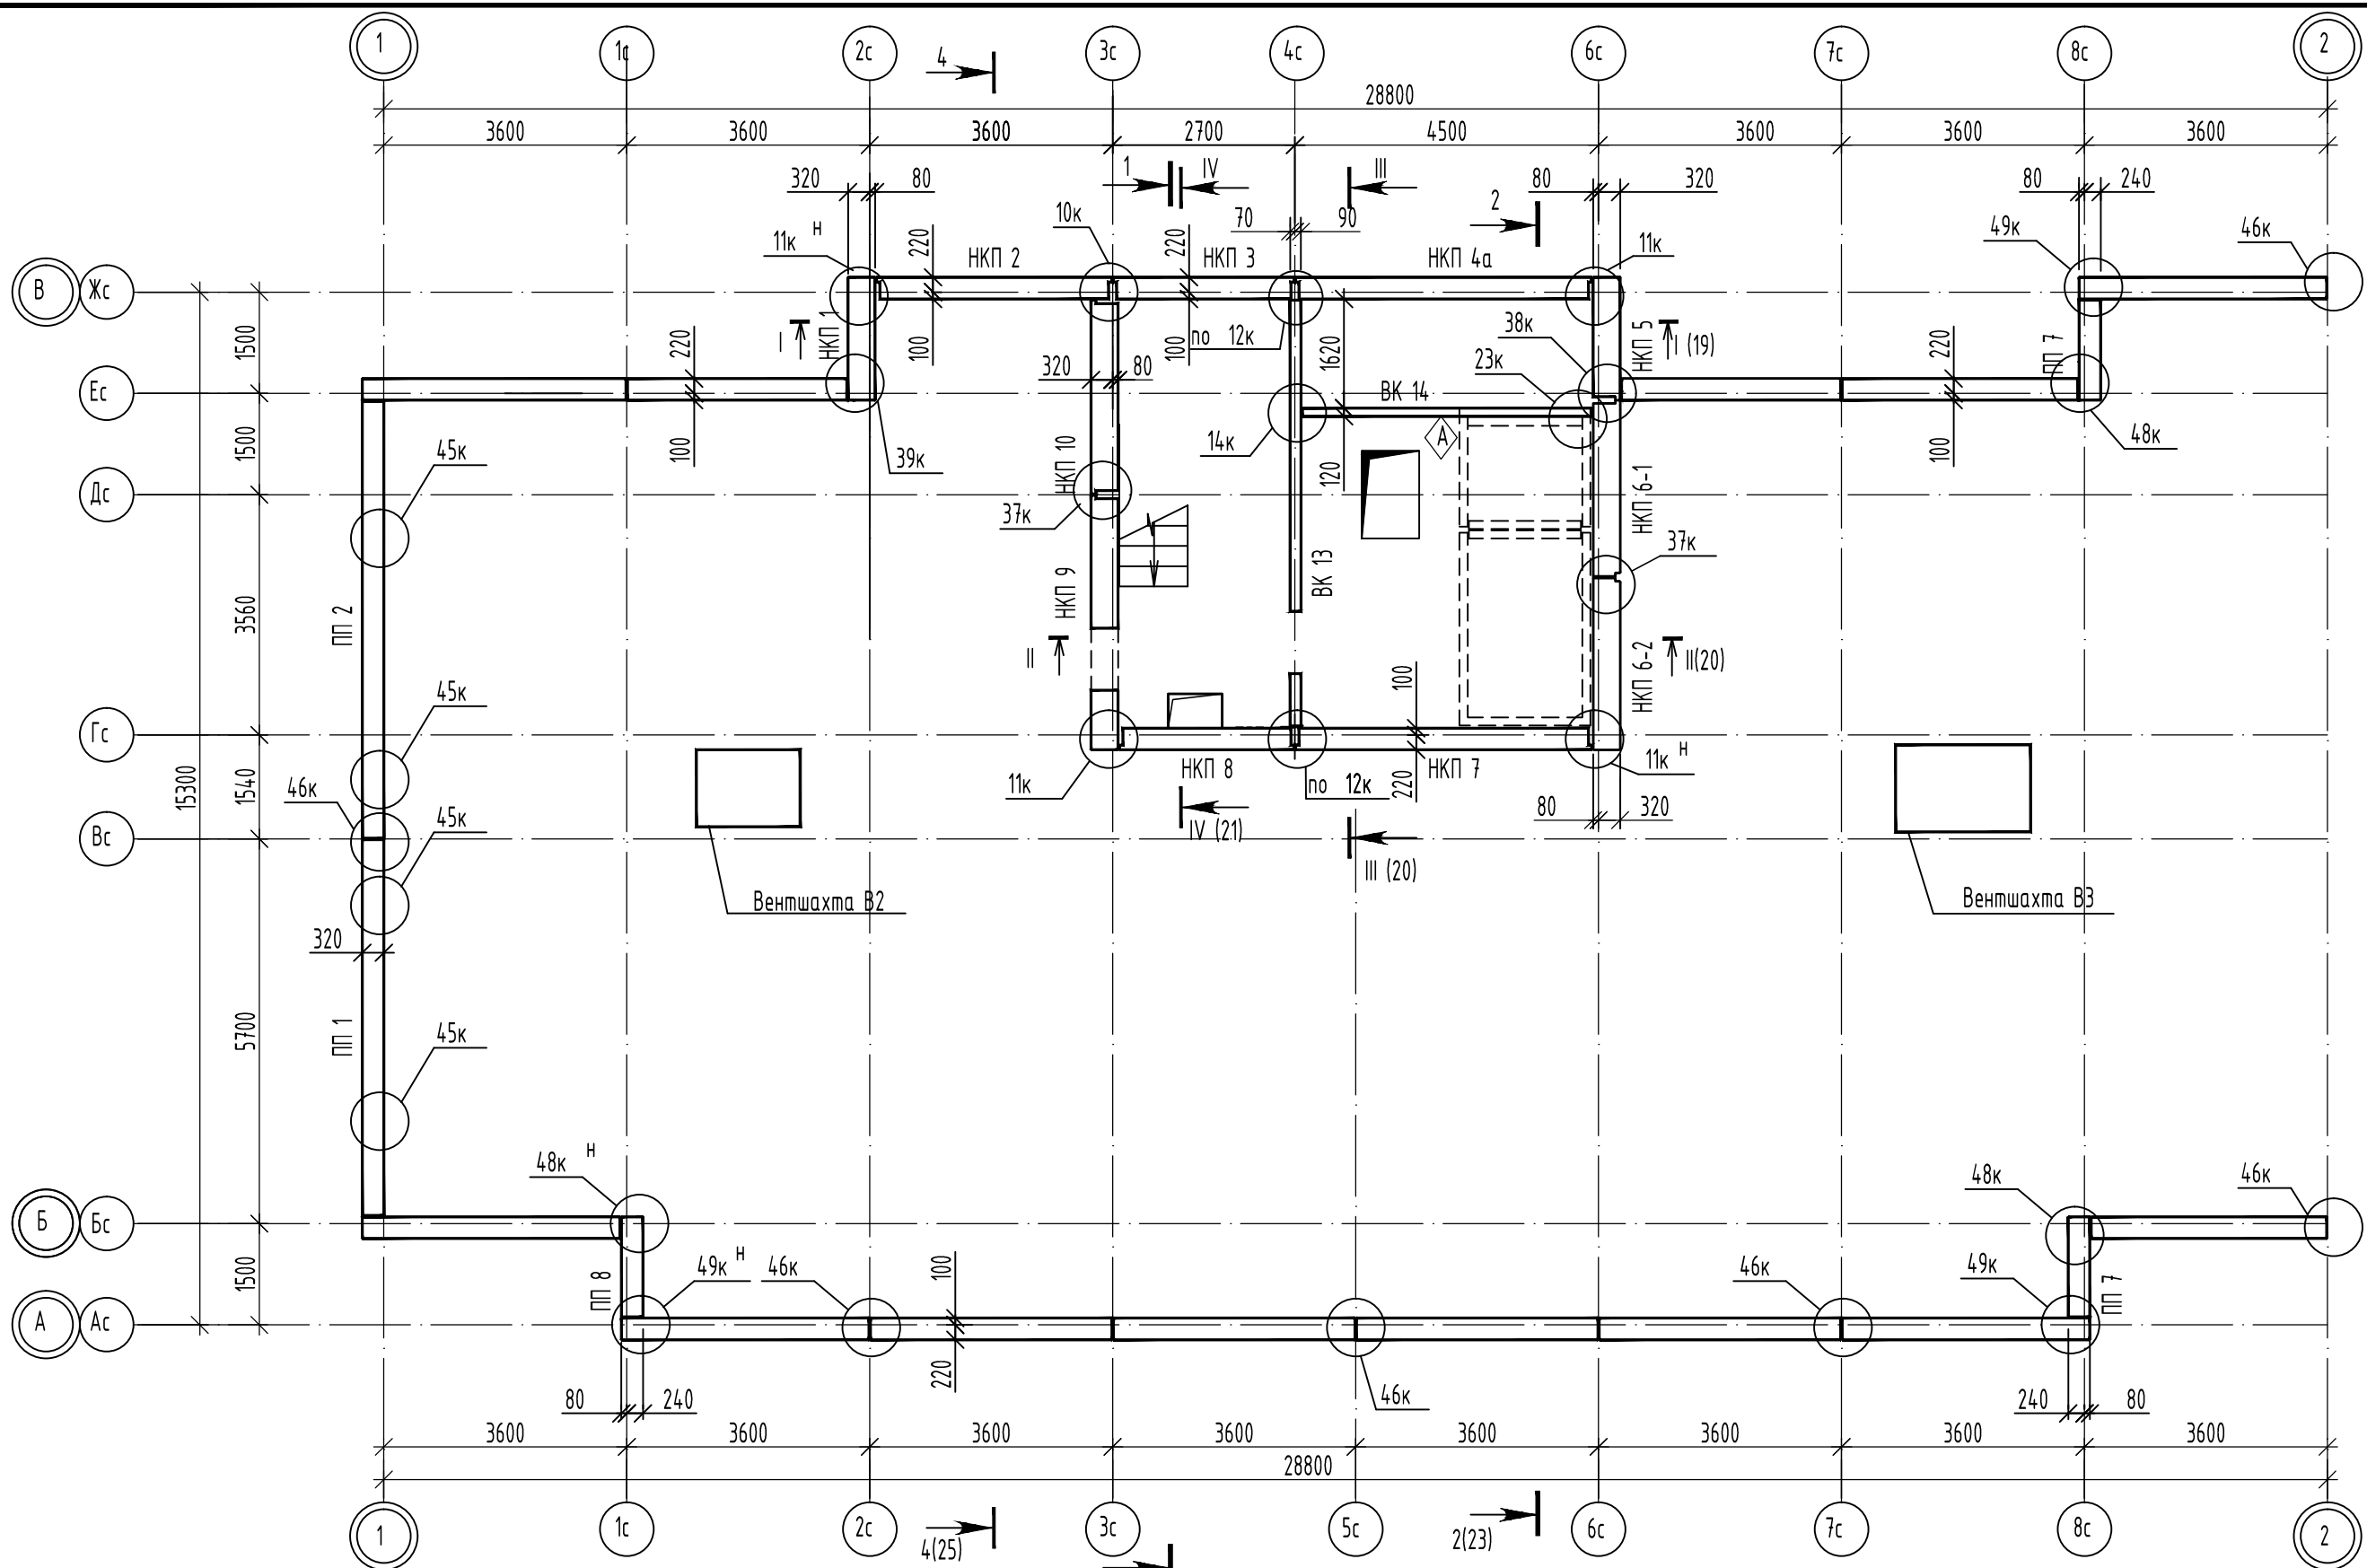 1 1с 2с 3с 4с 6с 7с 8с 2
4
28800
3600 3600 3600 2700 4500 3600 3600 3600
1 IV III
320 80 80 320 80 240
2
10к 70 90
н
11к 220 НКП 2 220 НКП 3 НКП 4а 11к 49к 46к
В Жс
1500
I НКП 1 100 100 по 12к 1620 38к НКП 5 I (19) ПП 7 220
220
320 80 23к
Ес ВК 14
А
1500 45к 100 39к НКП 10 14к 120 100 48к
Дс
37к НКП 6-1
37к
3560 ПП 2 НКП 9 ВК 13
II НКП 6-2 II(20)
45к 100
Гс
15300 1540 46к 45к 11к НКП 8 по 12к 220 НКП 7 11к н
80 320
Вс IV (21)
III (20)
Вентшахта В2 Вентшахта В3
320
5700 ПП 1 45к
н
48к 48к 46к
Б Бс
1500 ПП 8 49к н 46к 100 46к 49к ПП 7
А Ас
220
80 240 46к 240 80
3600 3600 3600 3600 3600 3600 3600 3600
28800
1 1с 2с 3с 5с 6с 7с 8с 2
4(25) 2(23)